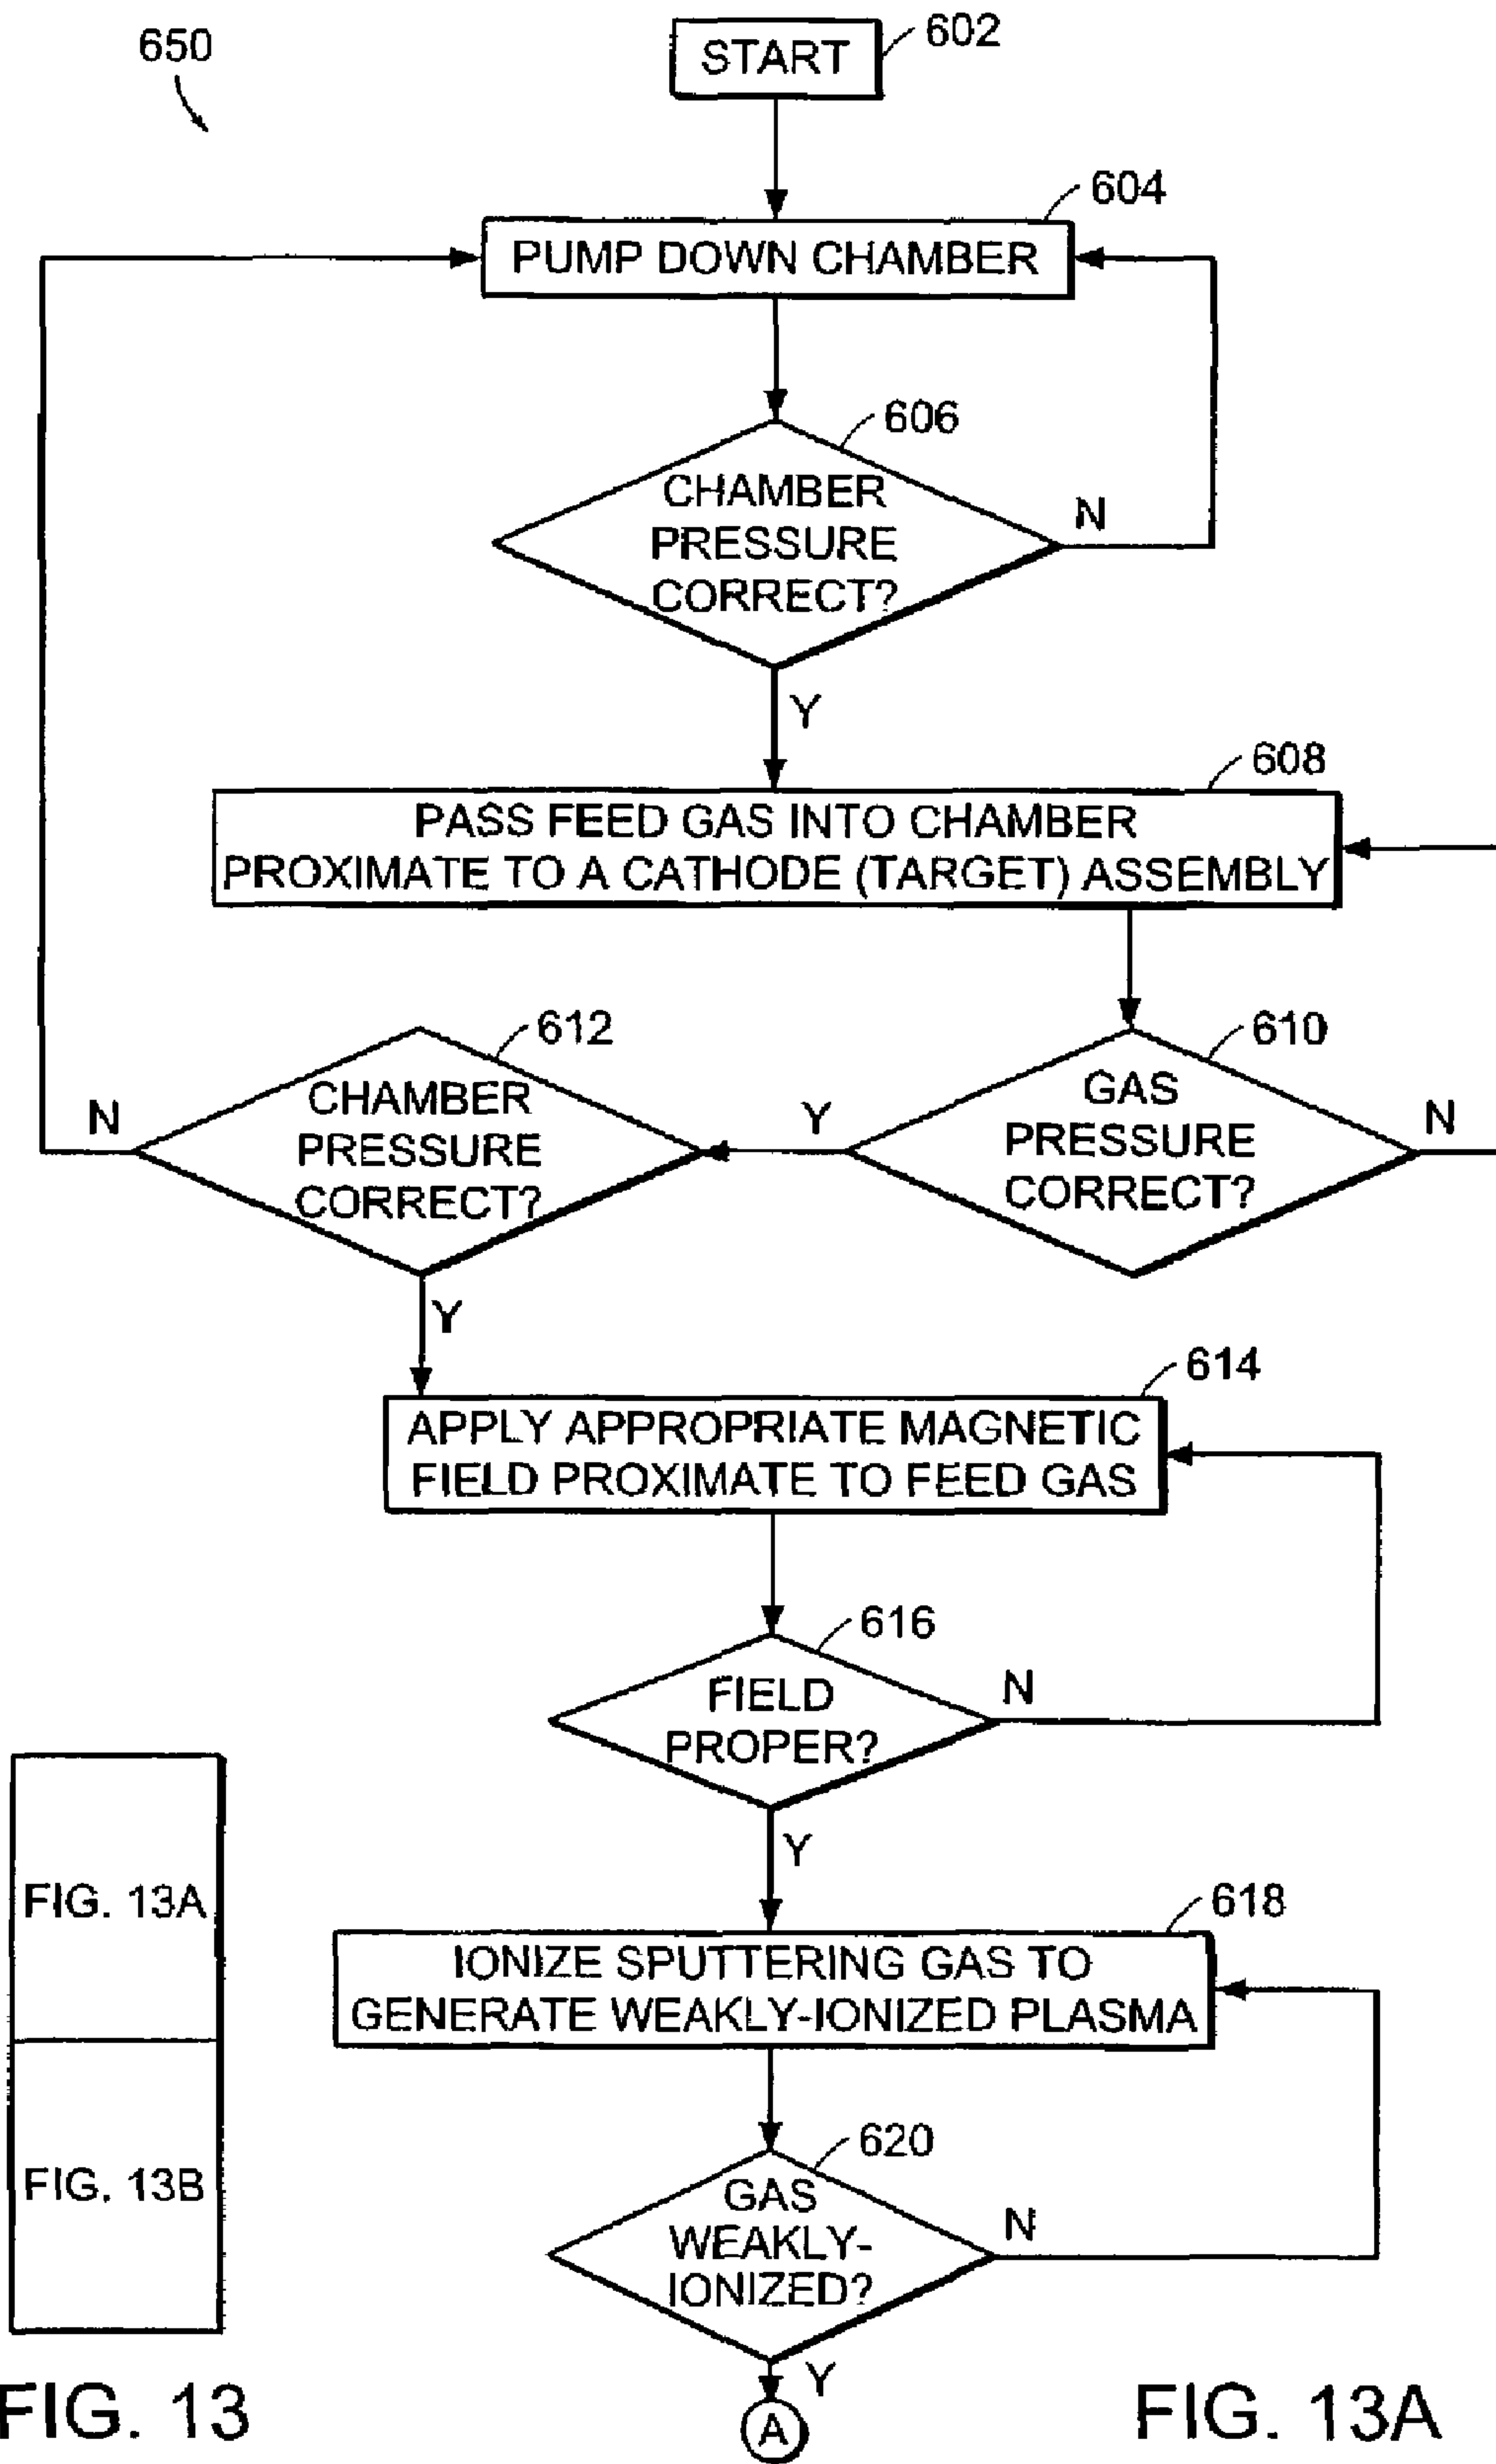 650
START
602
604
PUMP DOWN CHAMBER
606
CHAMBER
PRESSURE
CORRECT?
N
Y
608
PASS FEED GAS INTO CHAMBER
PROXIMATE TO A CATHODE (TARGET) ASSEMBLY
610
GAS
PRESSURE
CORRECT?
N
Y
612
CHAMBER
PRESSURE
CORRECT?
N
Y
614
APPLY APPROPRIATE MAGNETIC
FIELD PROXIMATE TO FEED GAS
616
FIELD
PROPER?
N
Y
618
IONIZE SPUTTERING GAS TO
GENERATE WEAKLY-IONIZED PLASMA
620
GAS
WEAKLY-
IONIZED?
N
Y
A
FIG. 13A
FIG. 13B
FIG. 13
FIG. 13A